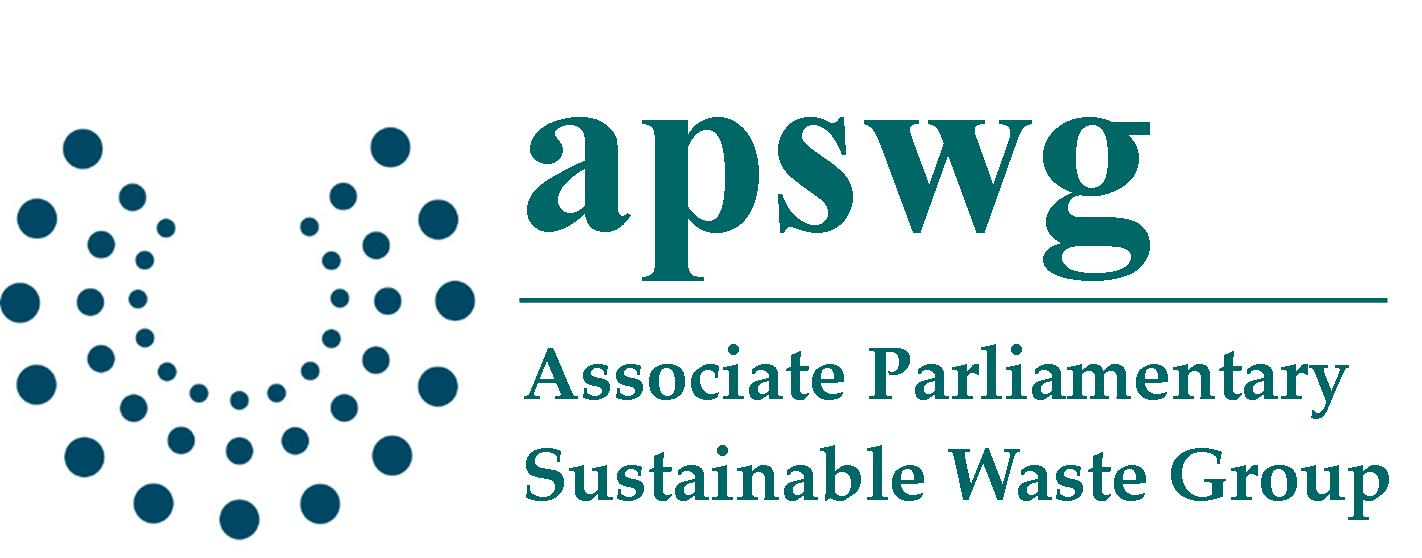 apswg
Associate Parliamentary
Sustainable Waste Group